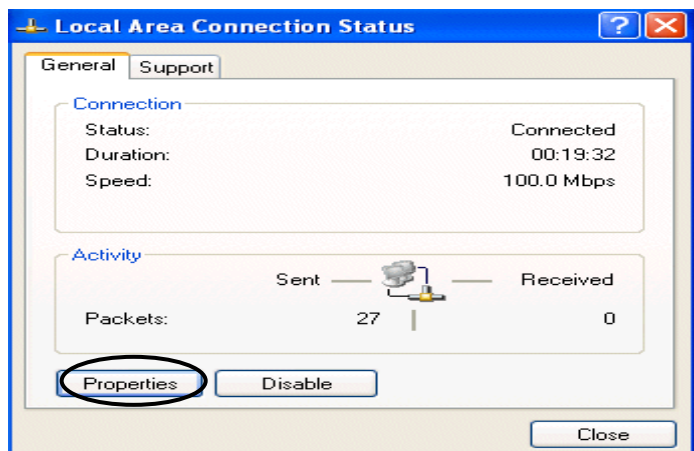 Local Area Connection Status
General Support
Connection
Status: Connected
Duration: 00:19:32
Speed: 100.0 Mbps
Activity
Sent Received
Packets: 27 0
Properties Disable
Close